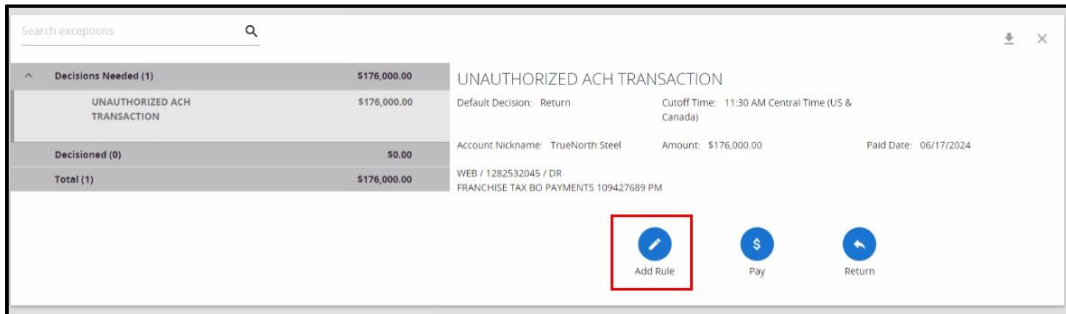 Search exceptions
Decisions Needed (1) $176,000.00
UNAUTHORIZED ACH $176,000.00
TRANSACTION
Decisioned (0) $0.00
Total (1) $176,000.00
UNAUTHORIZED ACH TRANSACTION
Default Decision: Return Cutoff Time: 11:30 AM Central Time (US &
Canada)
Account Nickname: TrueNorth Steel Amount: $176,000.00 Paid Date: 06/17/2024
WEB / 1282532045 / DR
FRANCHISE TAX BO PAYMENTS 109427689 PM
Add Rule Pay Return